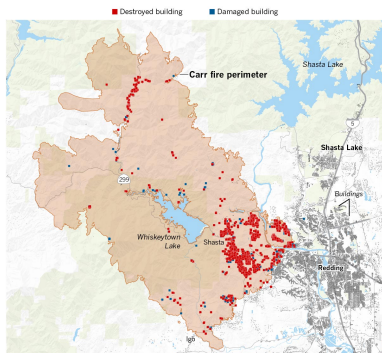 Destroyed building
Damaged building
Shasta Lake
Carr fire perimeter
5
Shasta Lake
299
Buildings
Whiskeytown
Lake
Shasta
Redding
Igo